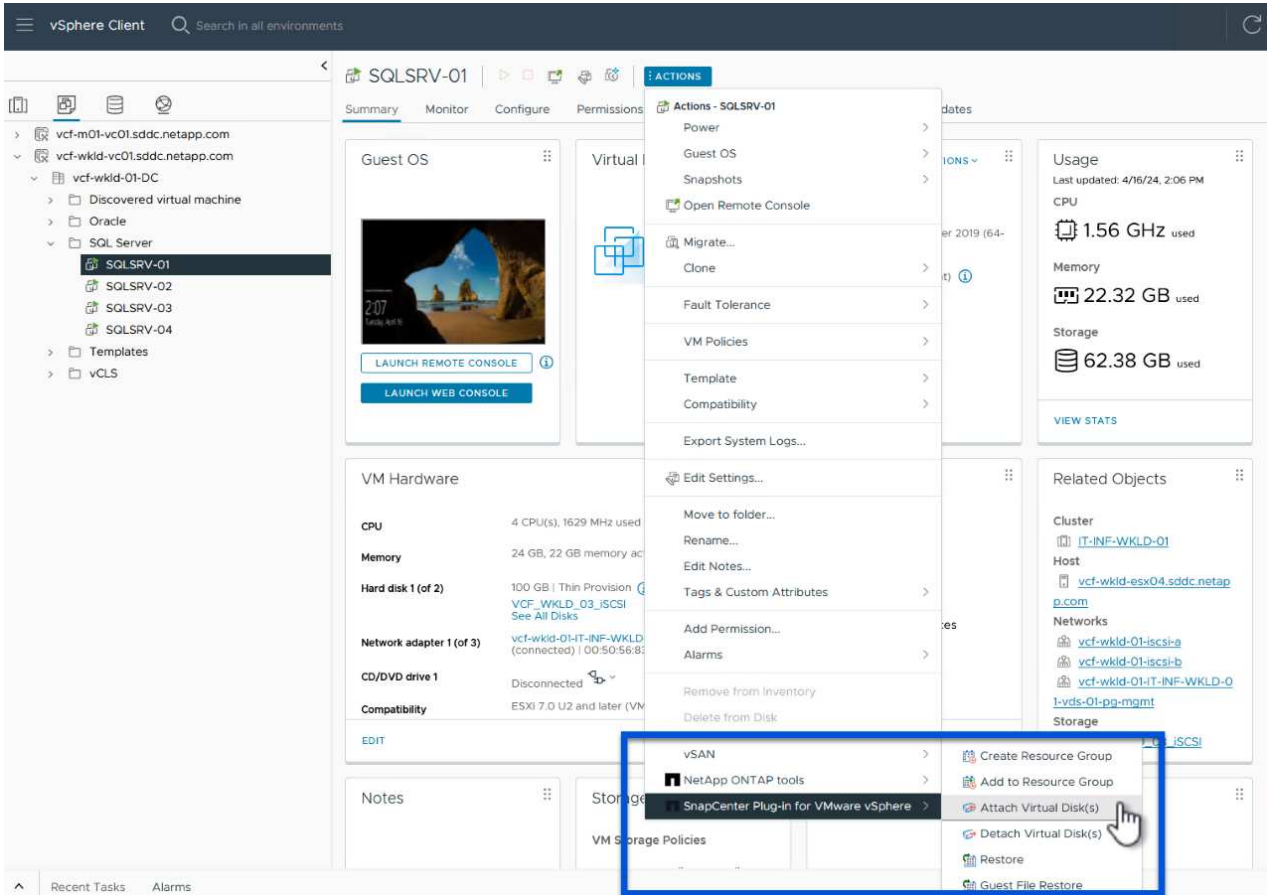 vSphere Client
Search in all environments
SQLSRV-01
ACTIONS
Summary
Monitor
Configure
Permissions
dates
vcf-m01-vc01.sddc.netapp.com
vcf-wkld-vc01.sddc.netapp.com
vcf-wkld-01-DC
Discovered virtual machine
Oracle
SQL Server
SQLSRV-01
SQLSRV-02
SQLSRV-03
SQLSRV-04
Templates
vCLS
Guest OS
2:07
Tuesday, April 16
LAUNCH REMOTE CONSOLE
LAUNCH WEB CONSOLE
Virtual
IONS
er 2019 (64-
t)
Actions - SQLSRV-01
Power
Guest OS
Snapshots
Open Remote Console
Migrate...
Clone
Fault Tolerance
VM Policies
Template
Compatibility
Export System Logs...
Edit Settings...
Move to folder...
Rename...
Edit Notes...
Tags & Custom Attributes
Add Permission...
Alarms
Remove from Inventory
Delete from Disk
vSAN
NetApp ONTAP tools
SnapCenter Plug-in for VMware vSphere
Create Resource Group
Add to Resource Group
Attach Virtual Disk(s)
Detach Virtual Disk(s)
Restore
Guest File Restore
Usage
Last updated: 4/16/24, 2:06 PM
CPU
1.56 GHz used
Memory
22.32 GB used
Storage
62.38 GB used
VIEW STATS
VM Hardware
CPU
4 CPU(s), 1629 MHz used
Memory
24 GB, 22 GB memory ac
Hard disk 1 (of 2)
100 GB | Thin Provision
VCF_WKLD_03_iSCSI
See All Disks
Network adapter 1 (of 3)
vcf-wkld-01-IT-INF-WKLD
(connected) | 00:50:56:83
CD/DVD drive 1
Disconnected
Compatibility
ESXi 7.0 U2 and later (VM
EDIT
es
Related Objects
Cluster
IT-INF-WKLD-01
Host
vcf-wkld-esx04.sddc.netap
p.com
Networks
vcf-wkld-01-iscsi-a
vcf-wkld-01-iscsi-b
vcf-wkld-01-IT-INF-WKLD-0
1-vds-01-pg-mgmt
Storage
_03_iSCSI
Notes
Storage
VM Storage Policies
Recent Tasks
Alarms